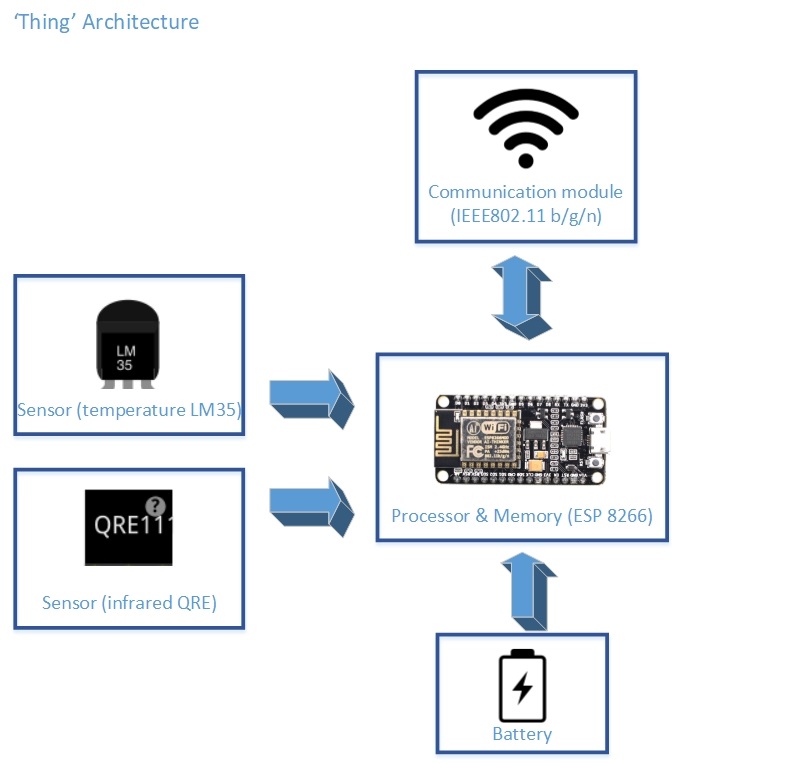 ‘Thing’ Architecture
Communication module
(IEEE802.11 b/g/n)
LM
35
Sensor (temperature LM35)
QRE111
?
Sensor (infrared QRE)
WiFi
Processor & Memory (ESP 8266)
Battery